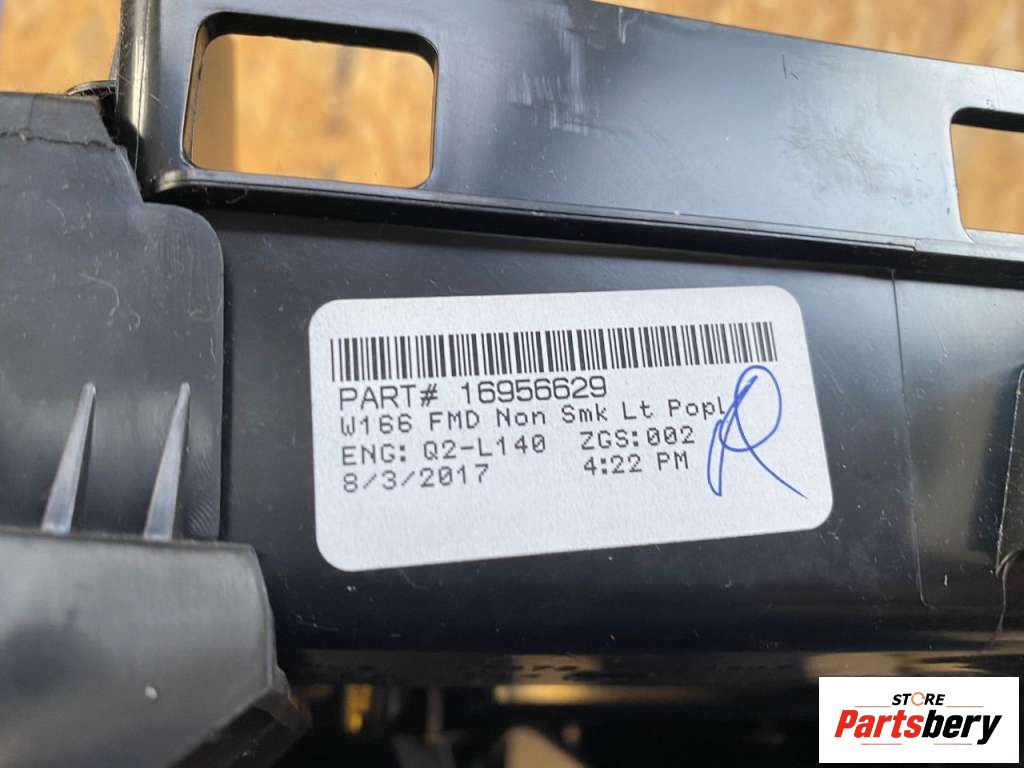 PART# 16956629
W166 FMD Non Smk Lt Popl
ENG: Q2-L140 ZGS:002
8/3/2017 4:22 PM
STORE
Partsbery